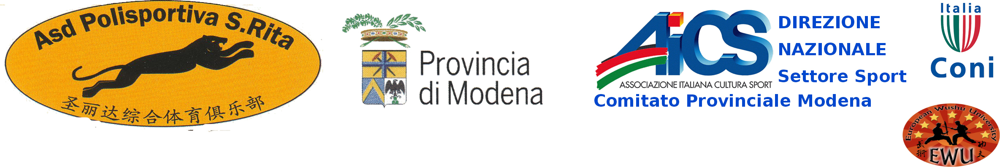 Asd Polisportiva S.Rita
圣丽达综合体育俱乐部
Provincia
di Modena
AiCS
ASSOCIAZIONE ITALIANA CULTURA SPORT
DIREZIONE
NAZIONALE
Settore Sport
Comitato Provinciale Modena
Italia
Coni
European Wushu University
武術
功夫
EWU